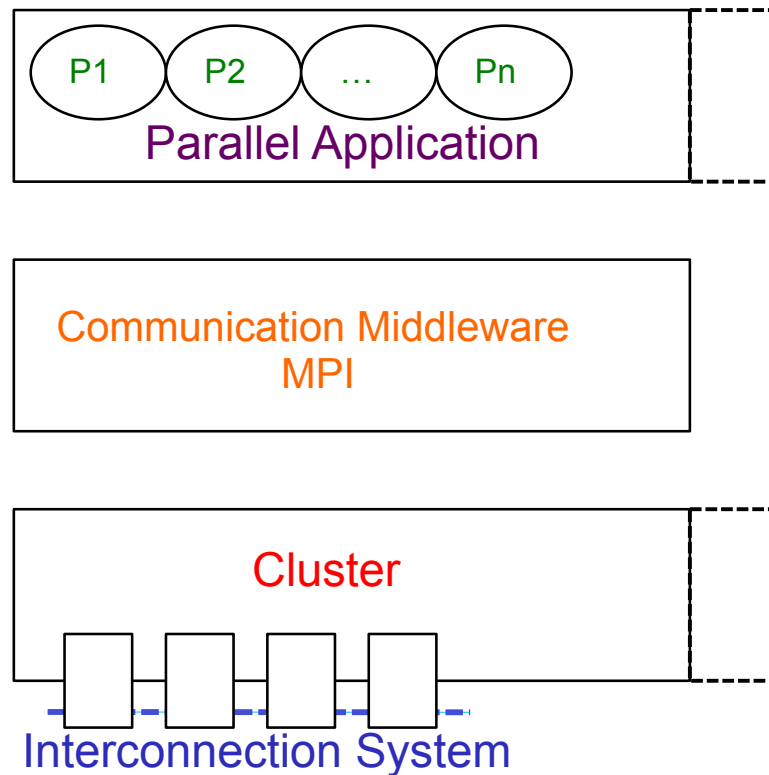 P1 P2 … Pn
Parallel Application
Communication Middleware
MPI
Cluster
Interconnection System